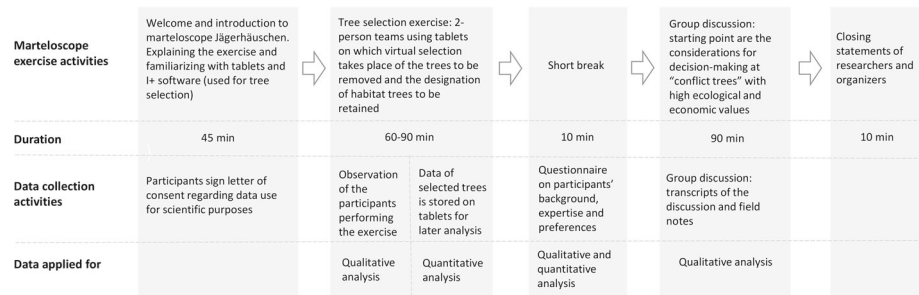 Marteloscope
exercise activities
Welcome and introduction to
marteloscope Jägerhäuschen.
Explaining the exercise and
familiarizing with tablets and
I+ software (used for tree
selection)
Tree selection exercise: 2-
person teams using tablets
on which virtual selection
takes place of the trees to be
removed and the designation
of habitat trees to be
retained
Short break
Group discussion:
starting point are the
considerations for
decision-making at
“conflict trees” with
high ecological and
economic values
Closing
statements of
researchers and
organizers
Duration
45 min
60-90 min
10 min
90 min
10 min
Data collection
activities
Participants sign letter of
consent regarding data use
for scientific purposes
Observation
of the
participants
performing
the exercise
Data of
selected trees
is stored on
tablets for
later analysis
Questionnaire
on participants’
background,
expertise and
preferences
Group discussion:
transcripts of the
discussion and field
notes
Data applied for
Qualitative
analysis
Quantitative
analysis
Qualitative and
quantitative
analysis
Qualitative analysis